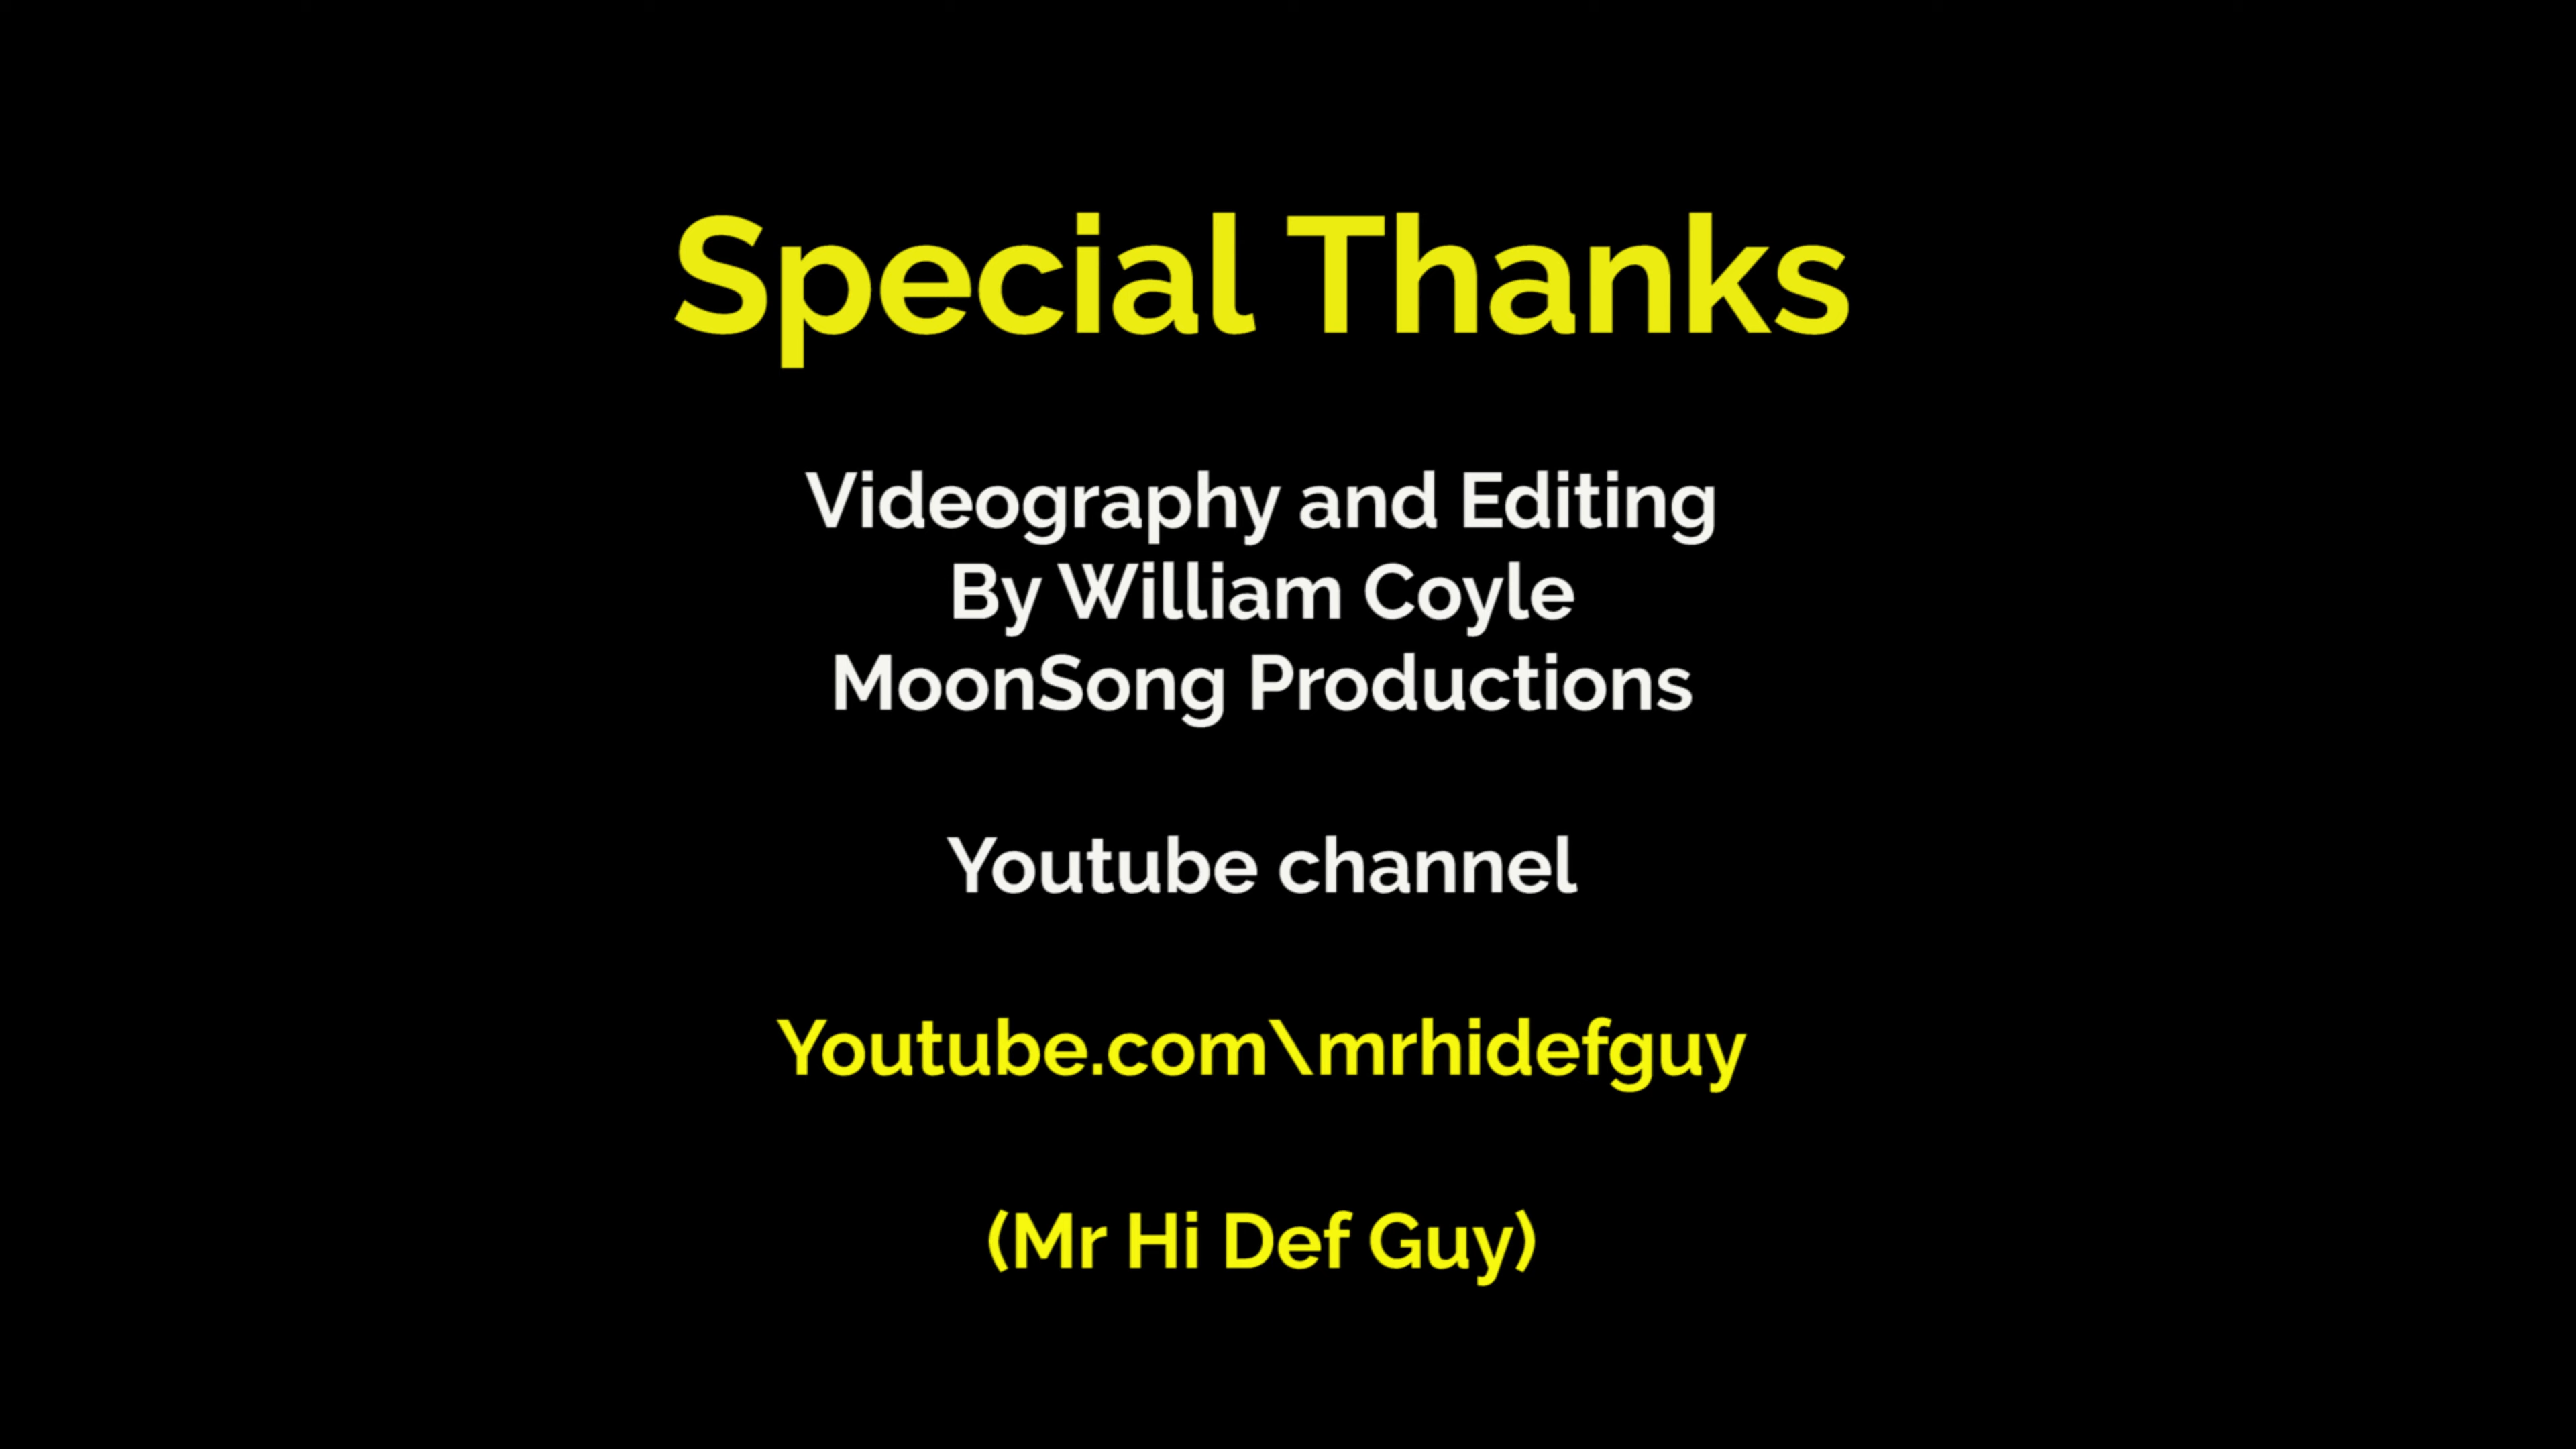 Special Thanks
Videography and Editing
By William Coyle
MoonSong Productions
Youtube channel
Youtube.com\mrhidefguy
(Mr Hi Def Guy)